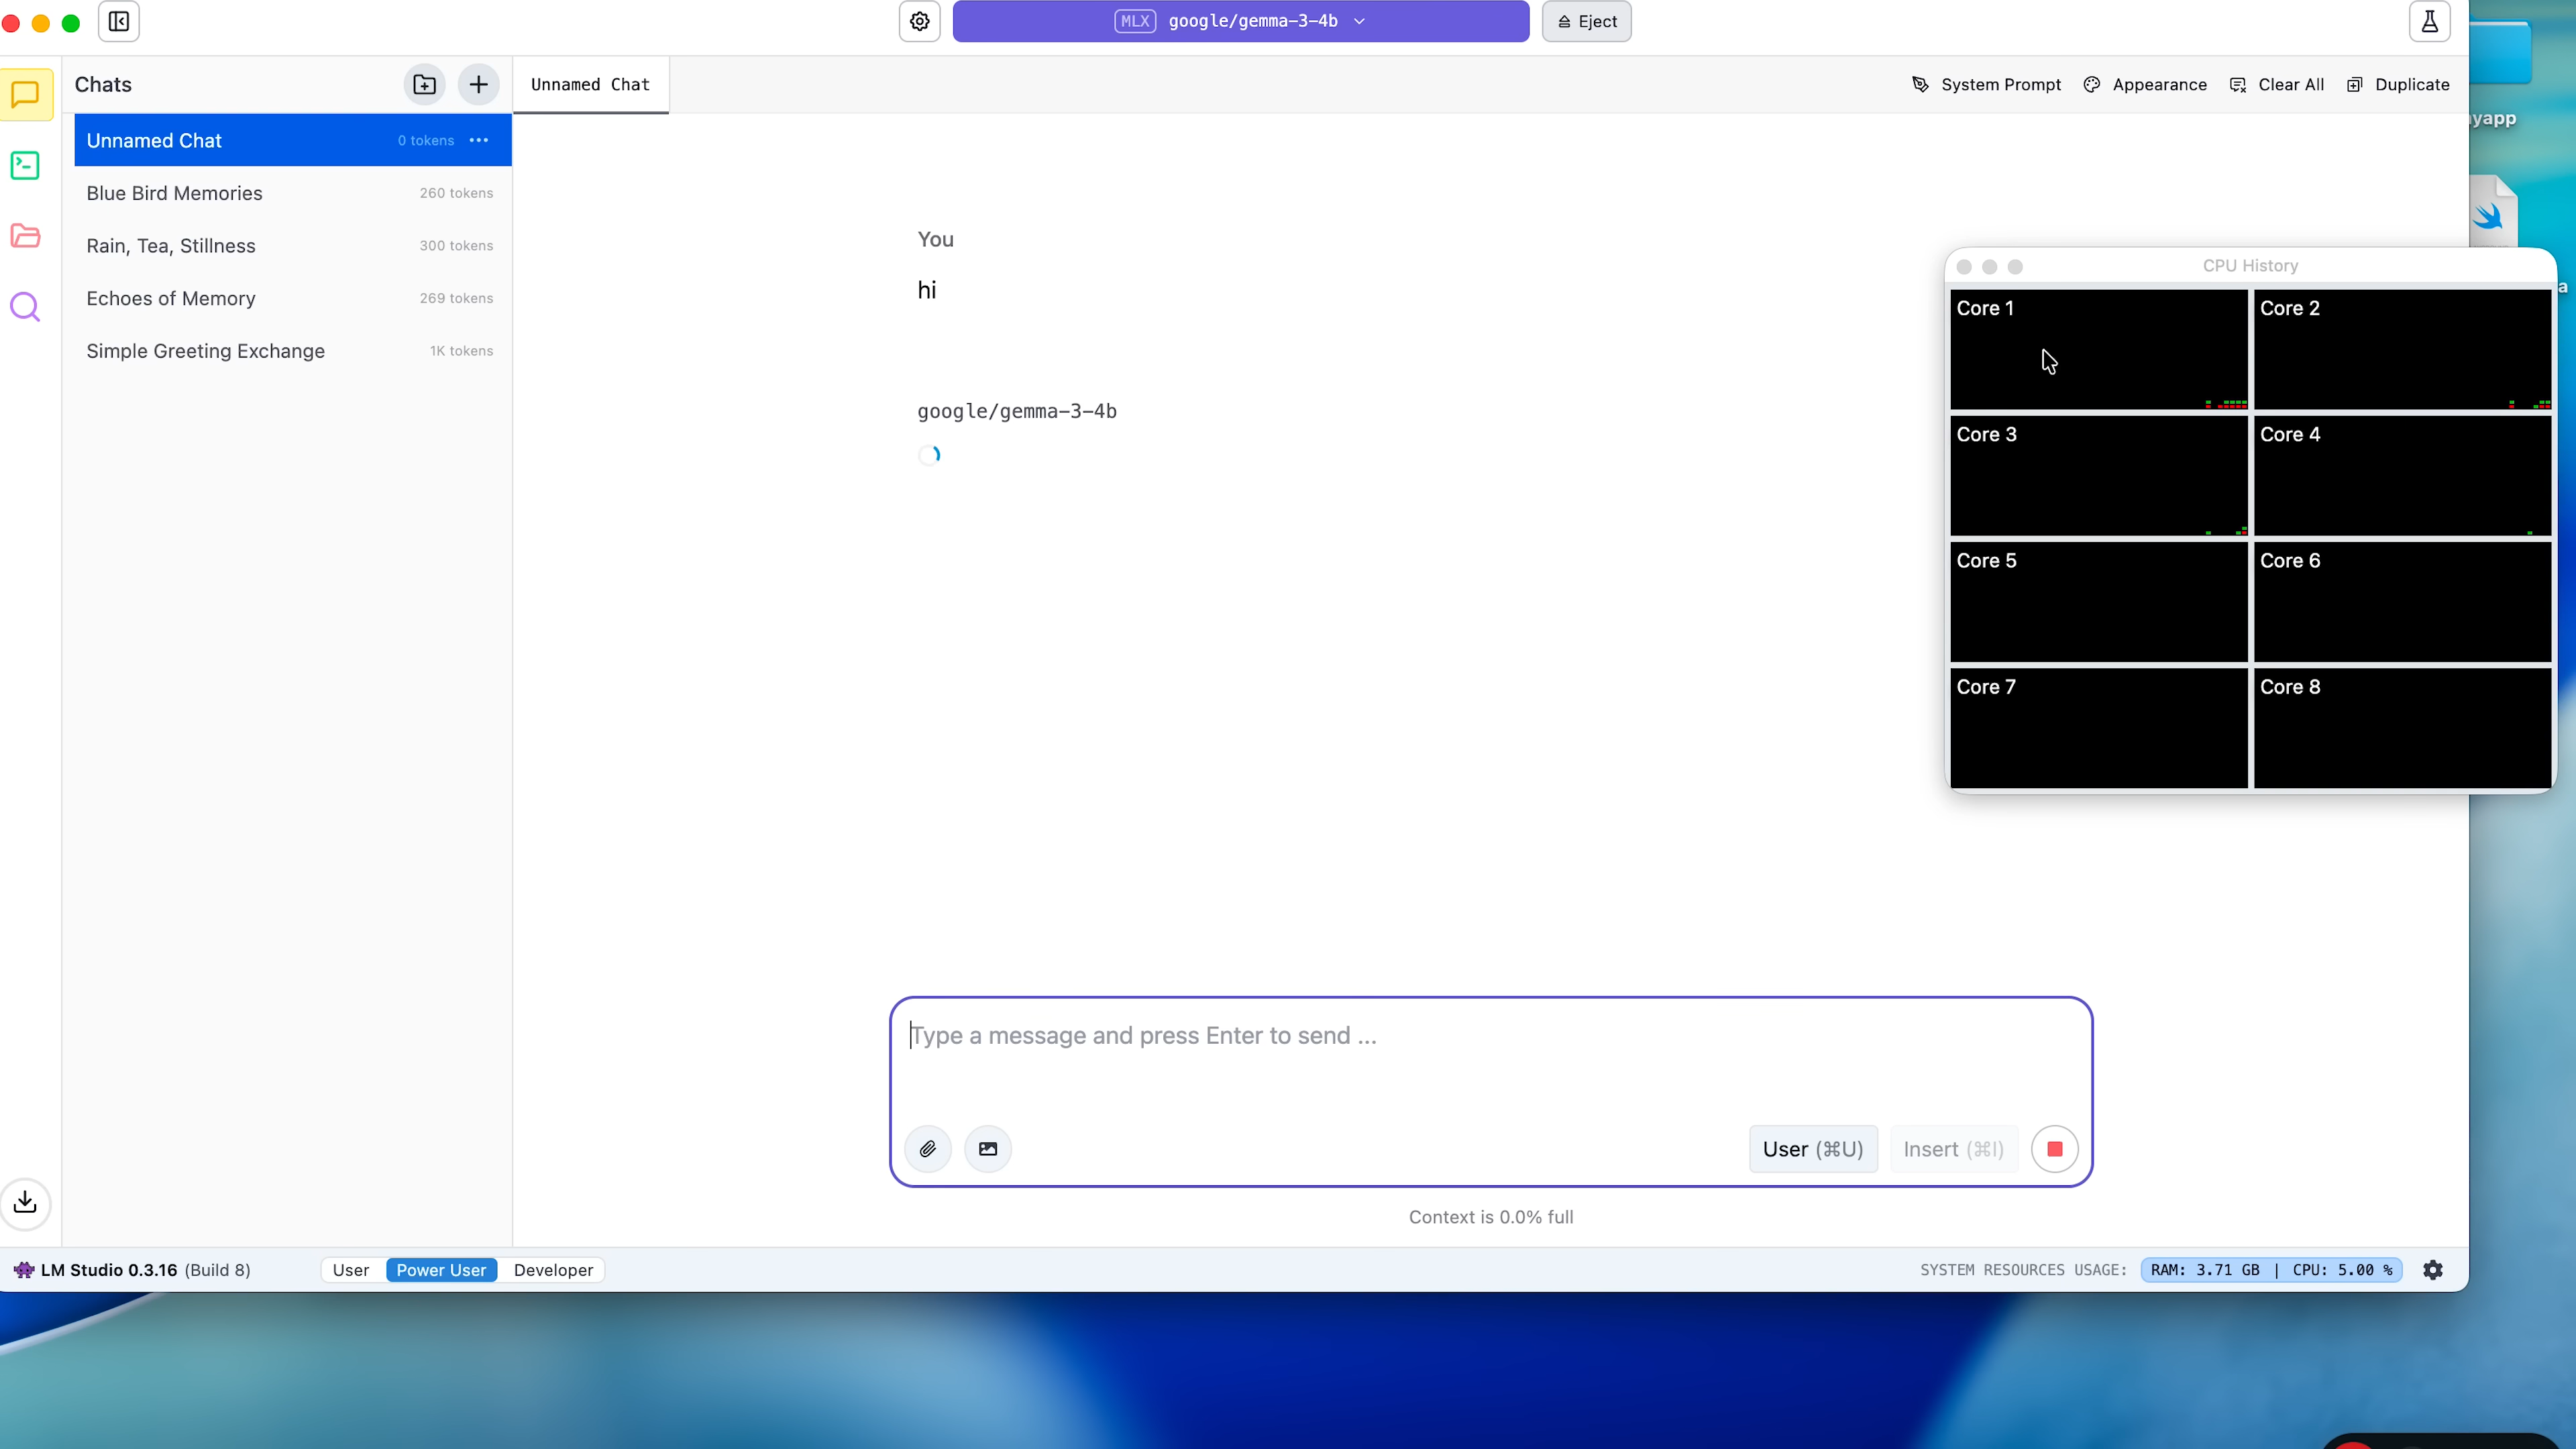 MLX google/gemma-3-4b
Eject
Chats
Unnamed Chat
System Prompt
Appearance
Clear All
Duplicate
Unnamed Chat 0 tokens
Blue Bird Memories 260 tokens
Rain, Tea, Stillness 300 tokens
Echoes of Memory 269 tokens
Simple Greeting Exchange 1K tokens
You
hi
google/gemma-3-4b
yapp
a
CPU History
Core 1 Core 2
Core 3 Core 4
Core 5 Core 6
Core 7 Core 8
Type a message and press Enter to send ...
User (⌘U) Insert (⌘I)
Context is 0.0% full
LM Studio 0.3.16 (Build 8) User Power User Developer
SYSTEM RESOURCES USAGE: RAM: 3.71 GB | CPU: 5.00 %